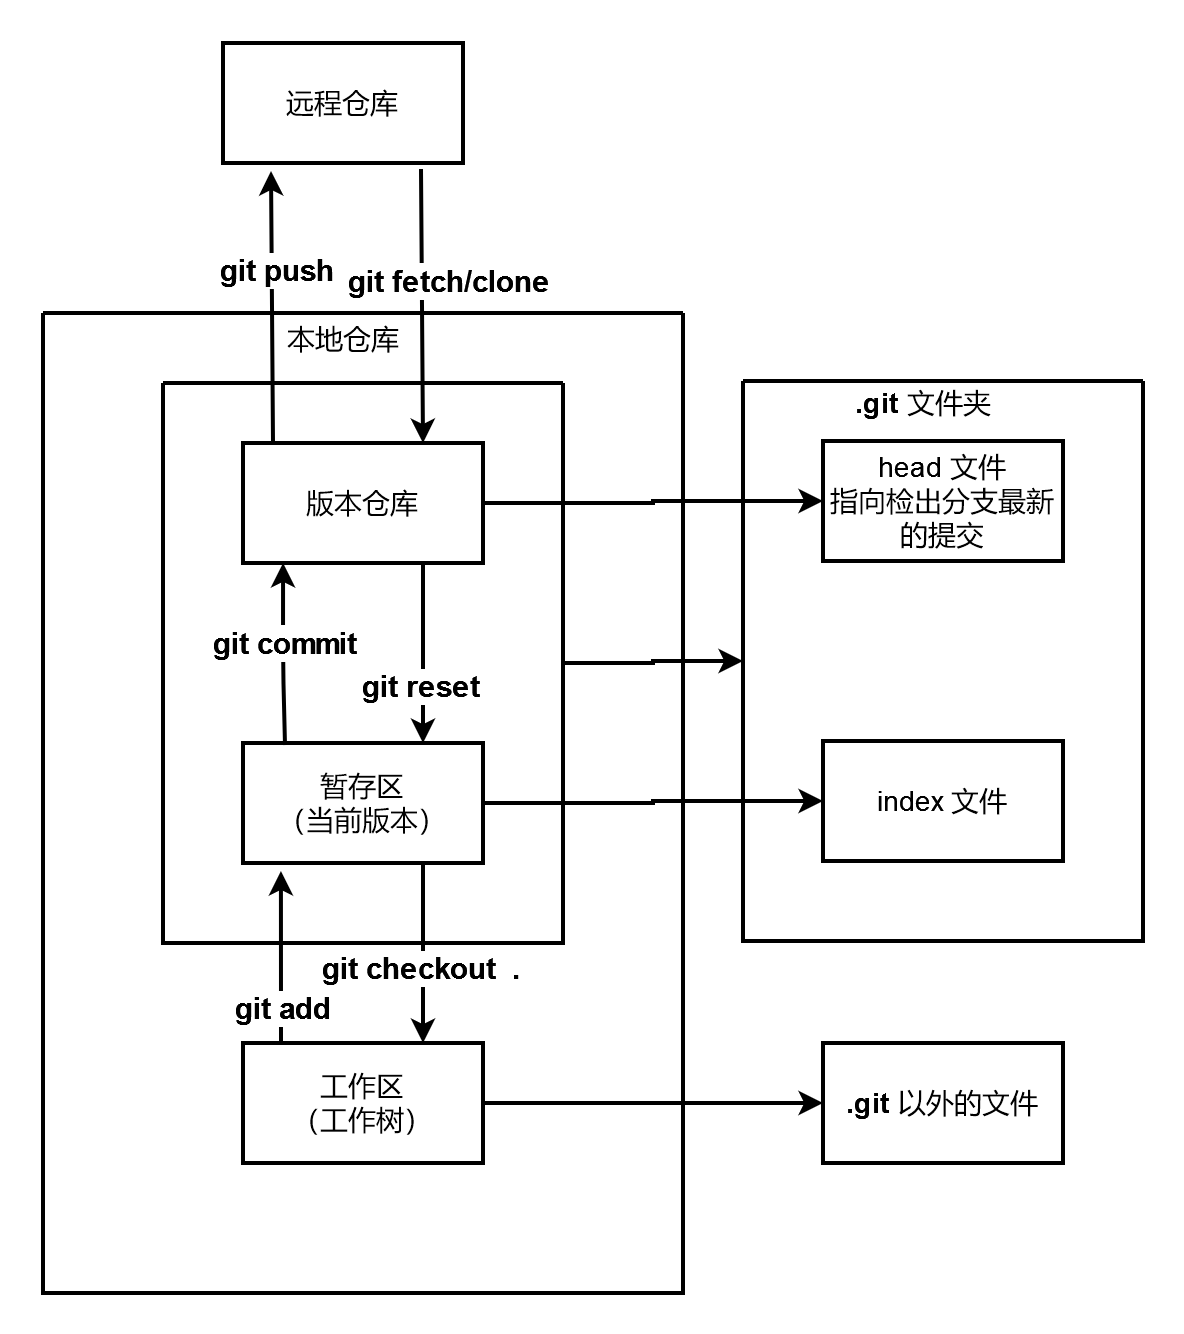 远程仓库
git push
git fetch/clone
本地仓库
.git 文件夹
版本仓库
head 文件
指向检出分支最新
的提交
git commit
git reset
暂存区
（当前版本）
index 文件
git checkout .
git add
工作区
（工作树）
.git 以外的文件